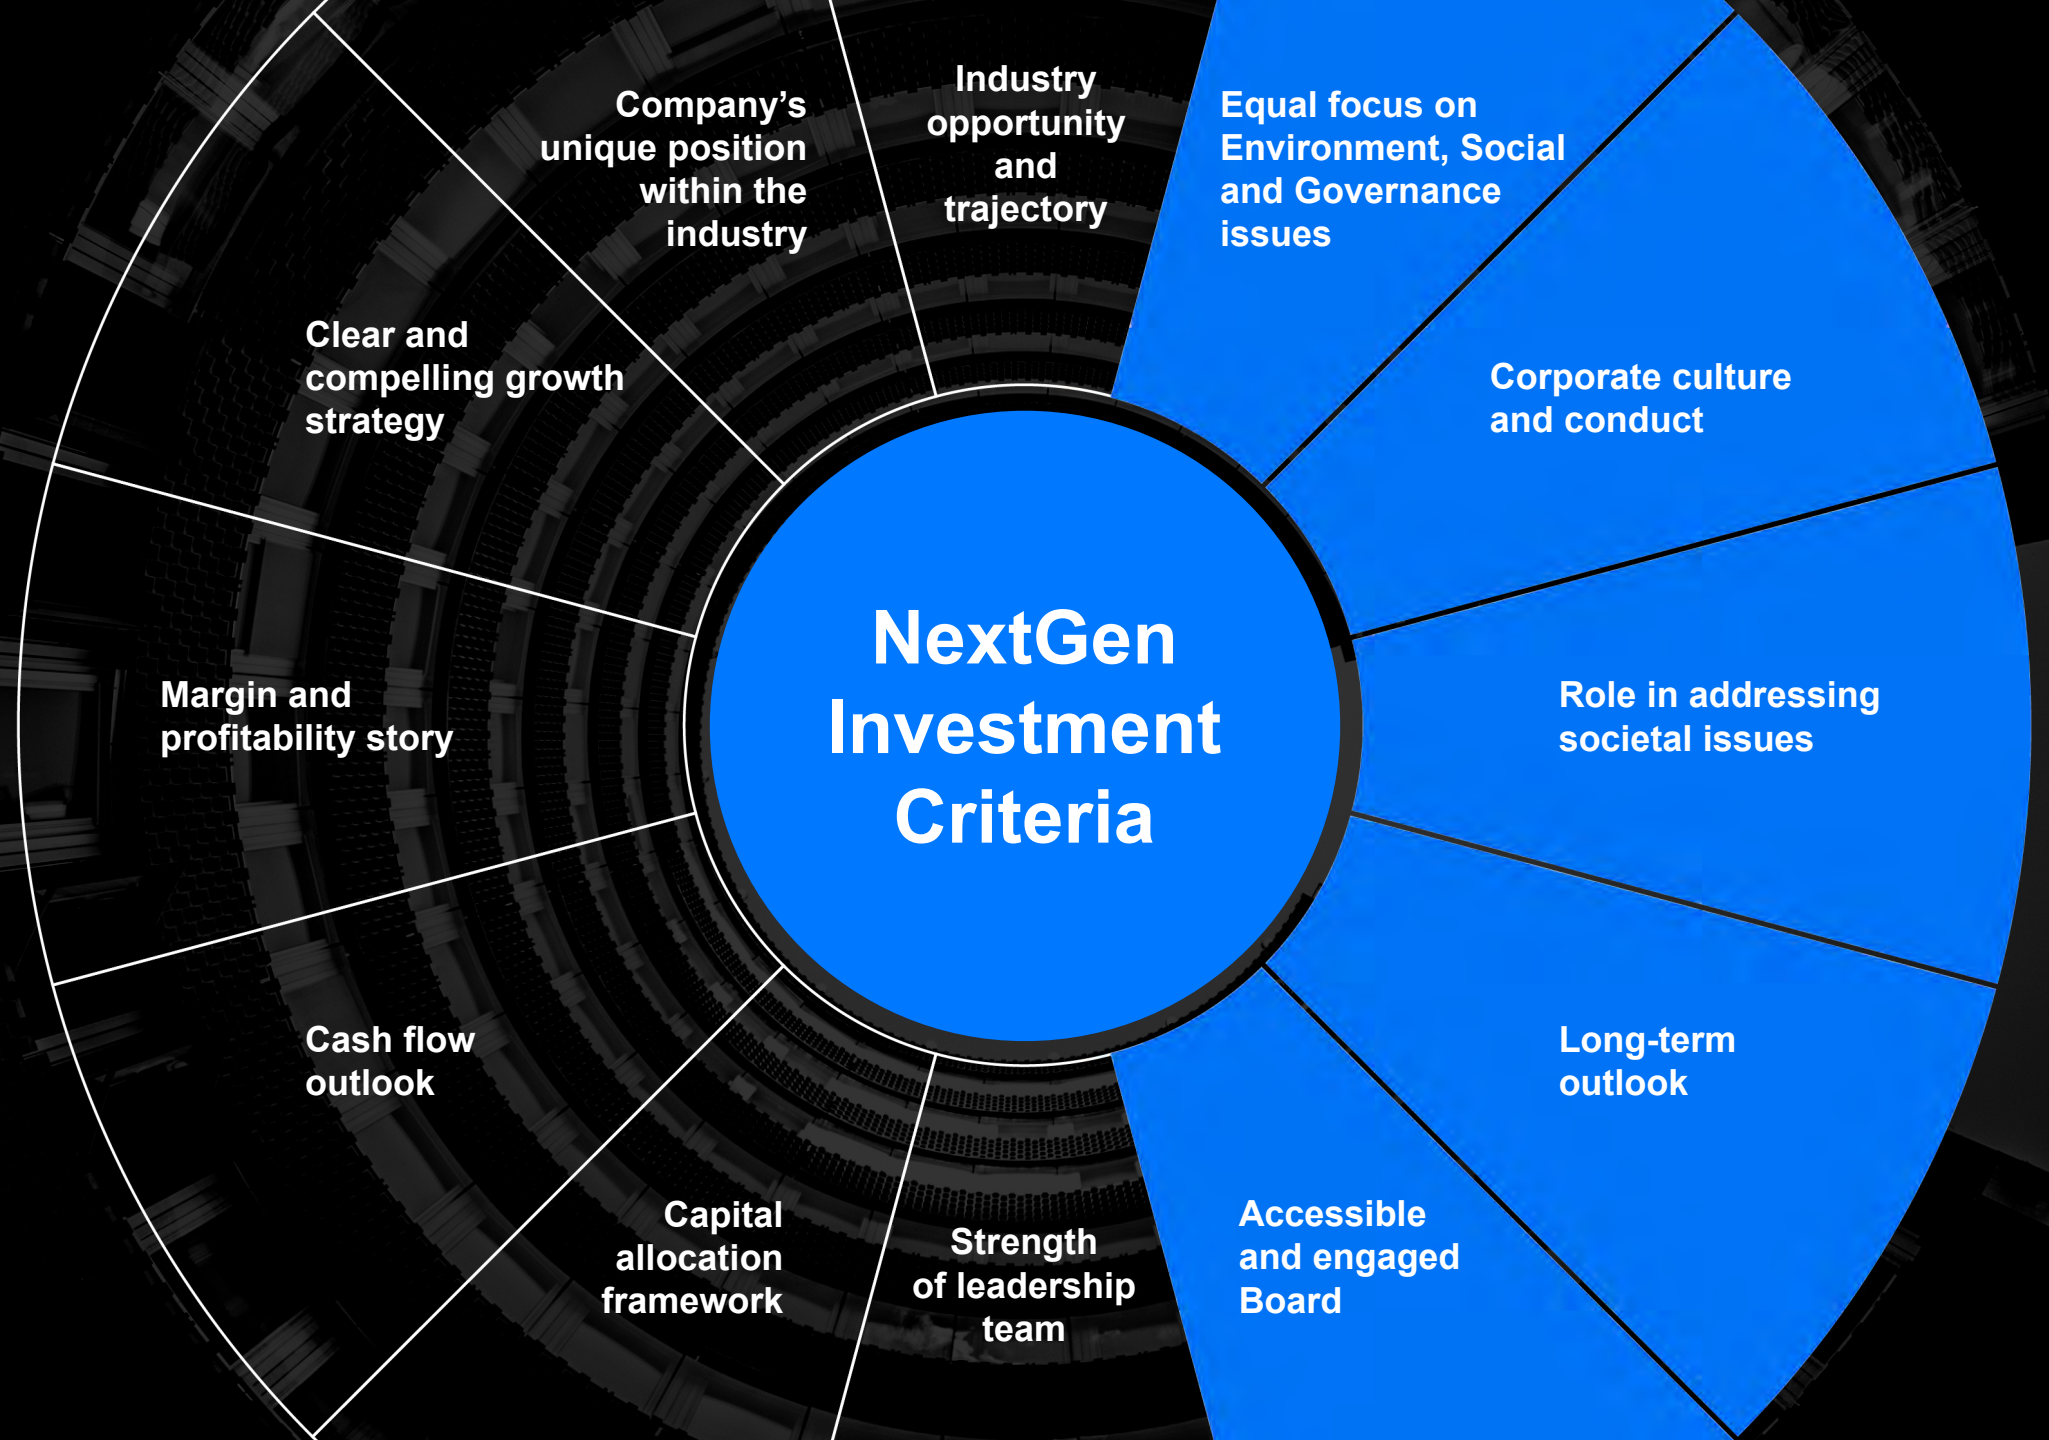 Industry
opportunity
and
trajectory
Equal focus on
Environment, Social
and Governance
issues
Corporate culture
and conduct
Role in addressing
societal issues
Long-term
outlook
Accessible
and engaged
Board
Strength
of leadership
team
Capital
allocation
framework
Cash flow
outlook
Margin and
profitability story
Clear and
compelling growth
strategy
Company’s
unique position
within the
industry
NextGen
Investment
Criteria